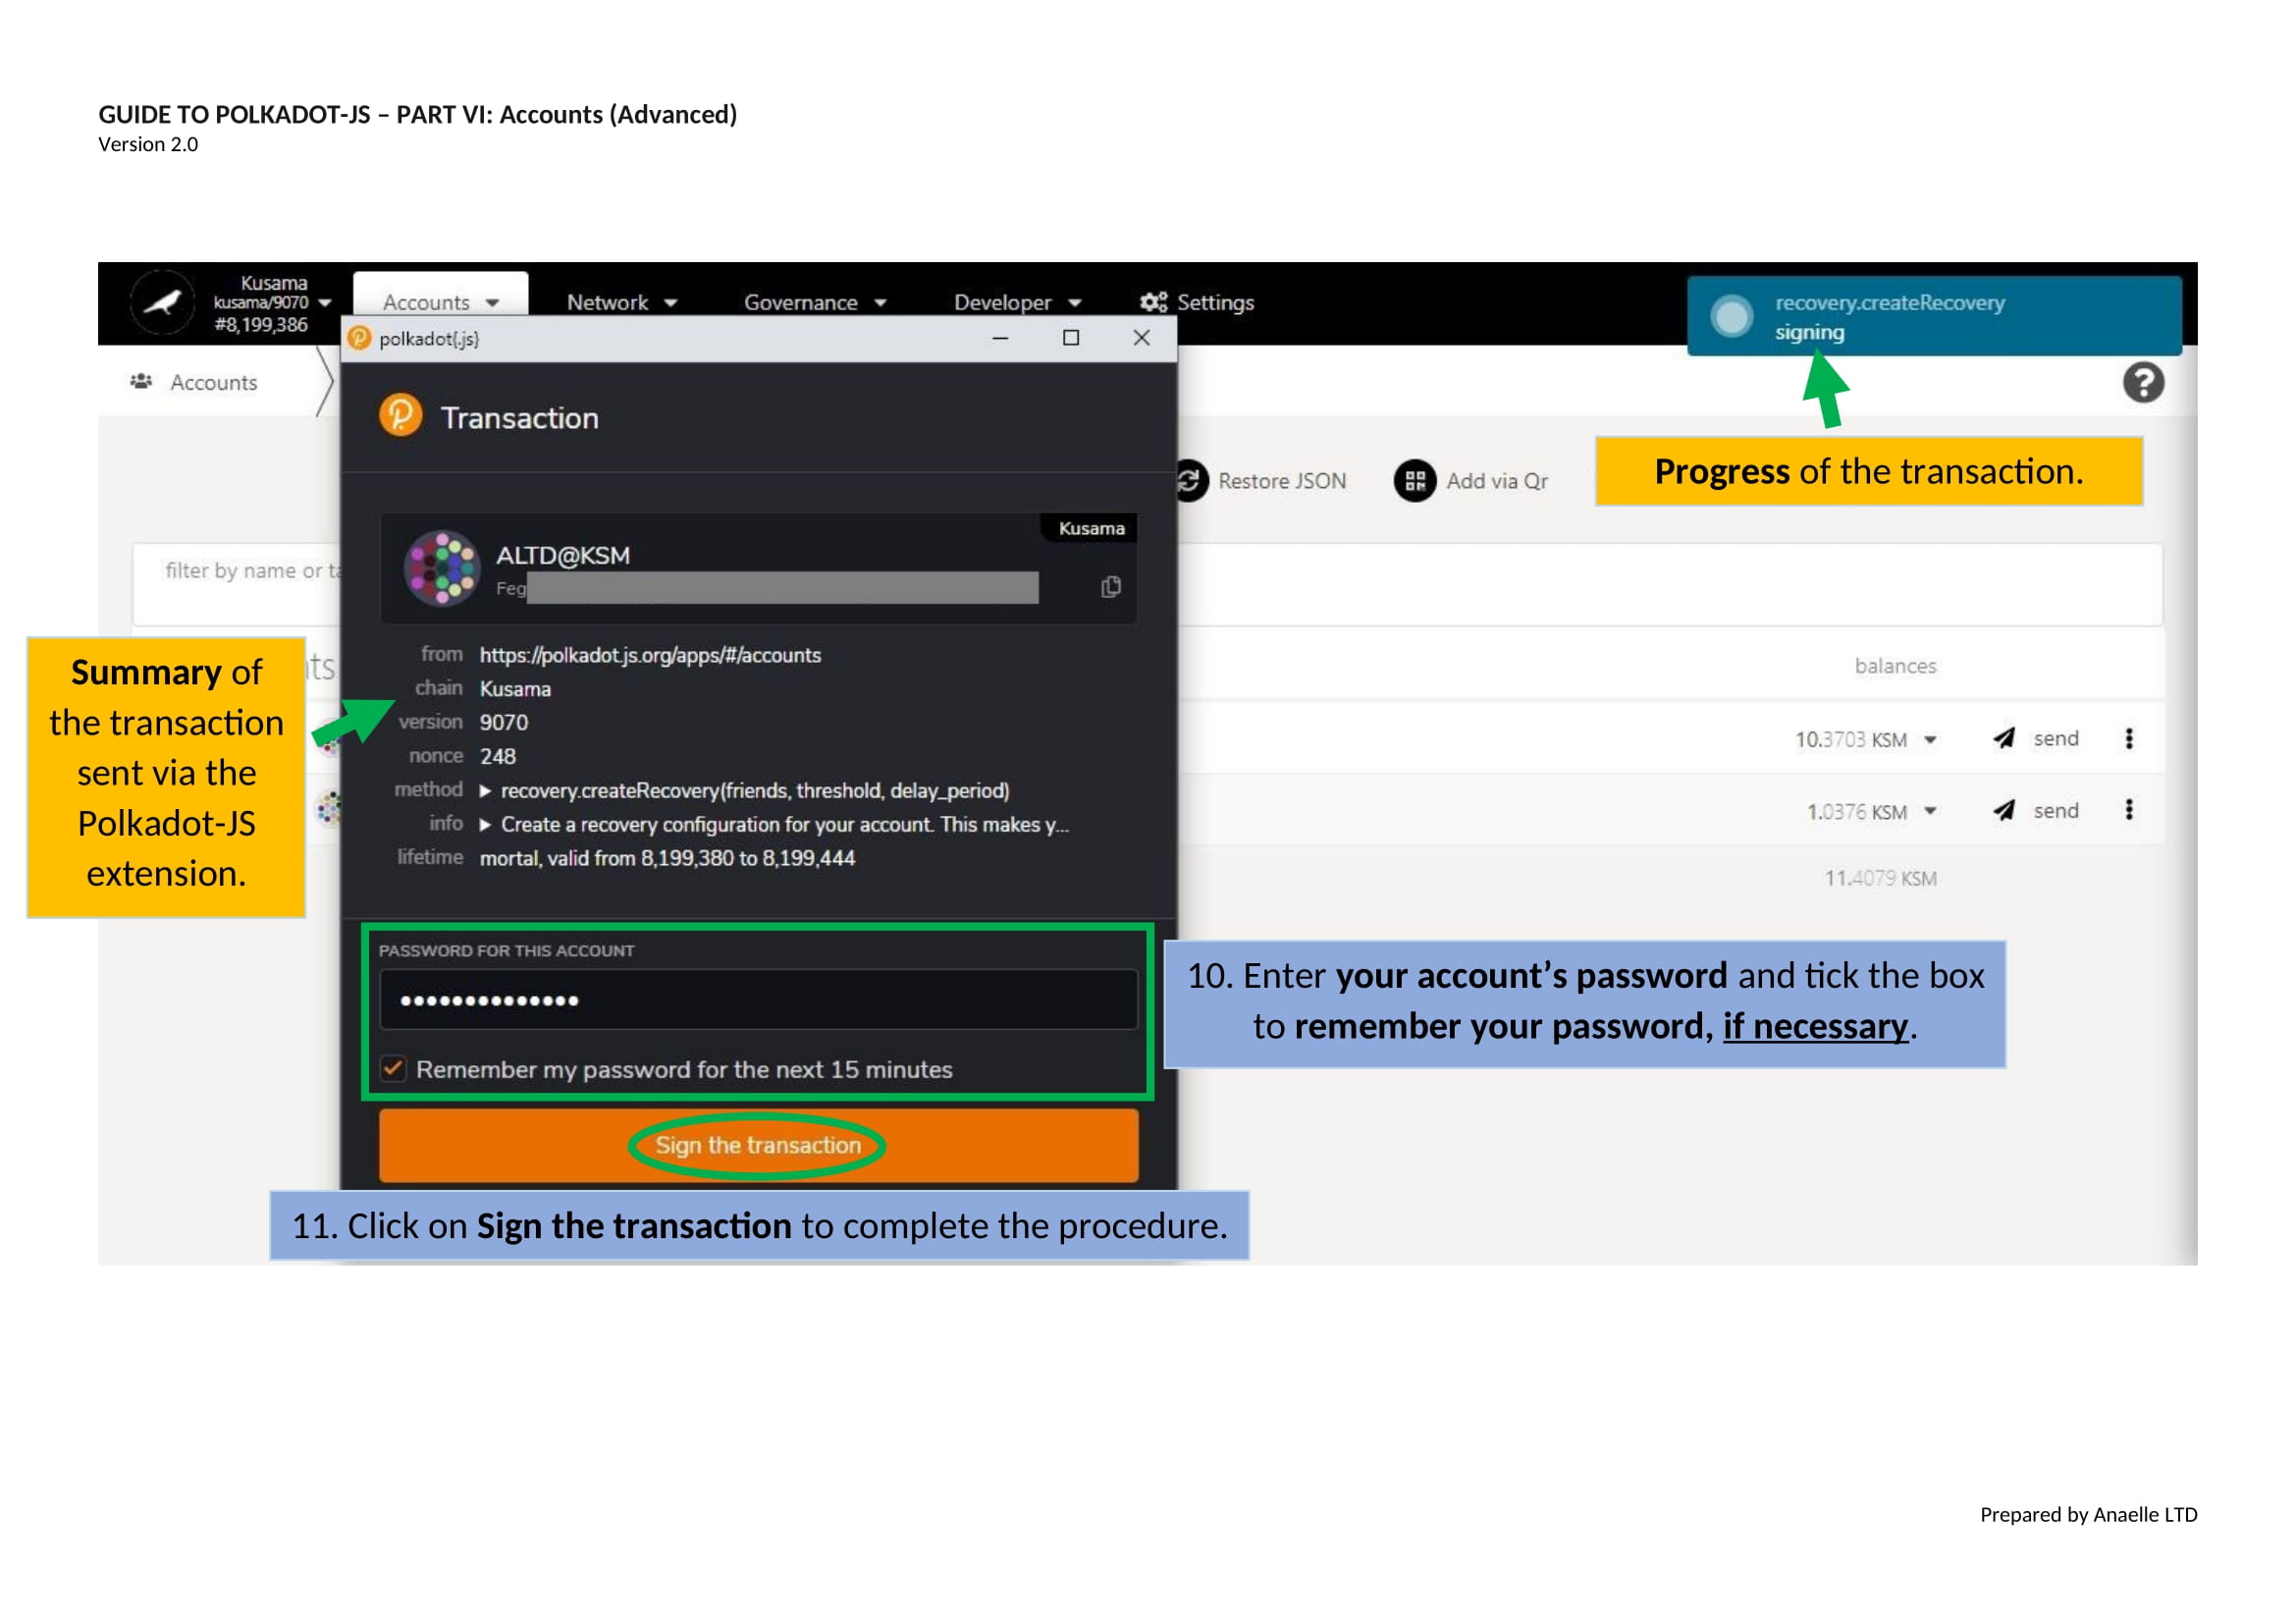 GUIDE TO POLKADOT-JS – PART VI: Accounts (Advanced)
Version 2.0
Kusama
kusama/9070
#8,199,386
Accounts
Network
Governance
Developer
Settings
recovery.createRecovery
signing
polkadot{.js}
Accounts
Transaction
Progress of the transaction.
Restore JSON
Add via Qr
Kusama
ALTD@KSM
Feg
filter by name or
from https://polkadot.js.org/apps/#/accounts
chain Kusama
version 9070
nonce 248
method recovery.createRecovery(friends, threshold, delay_period)
info Create a recovery configuration for your account. This makes y...
lifetime mortal, valid from 8,199,380 to 8,199,444
Summary of
the transaction
sent via the
Polkadot-JS
extension.
balances
10.3703 KSM send
1.0376 KSM send
11.4079 KSM
PASSWORD FOR THIS ACCOUNT
••••••••••••••
Remember my password for the next 15 minutes
10. Enter your account’s password and tick the box
to remember your password, if necessary.
Sign the transaction
11. Click on Sign the transaction to complete the procedure.
Prepared by Anaelle LTD